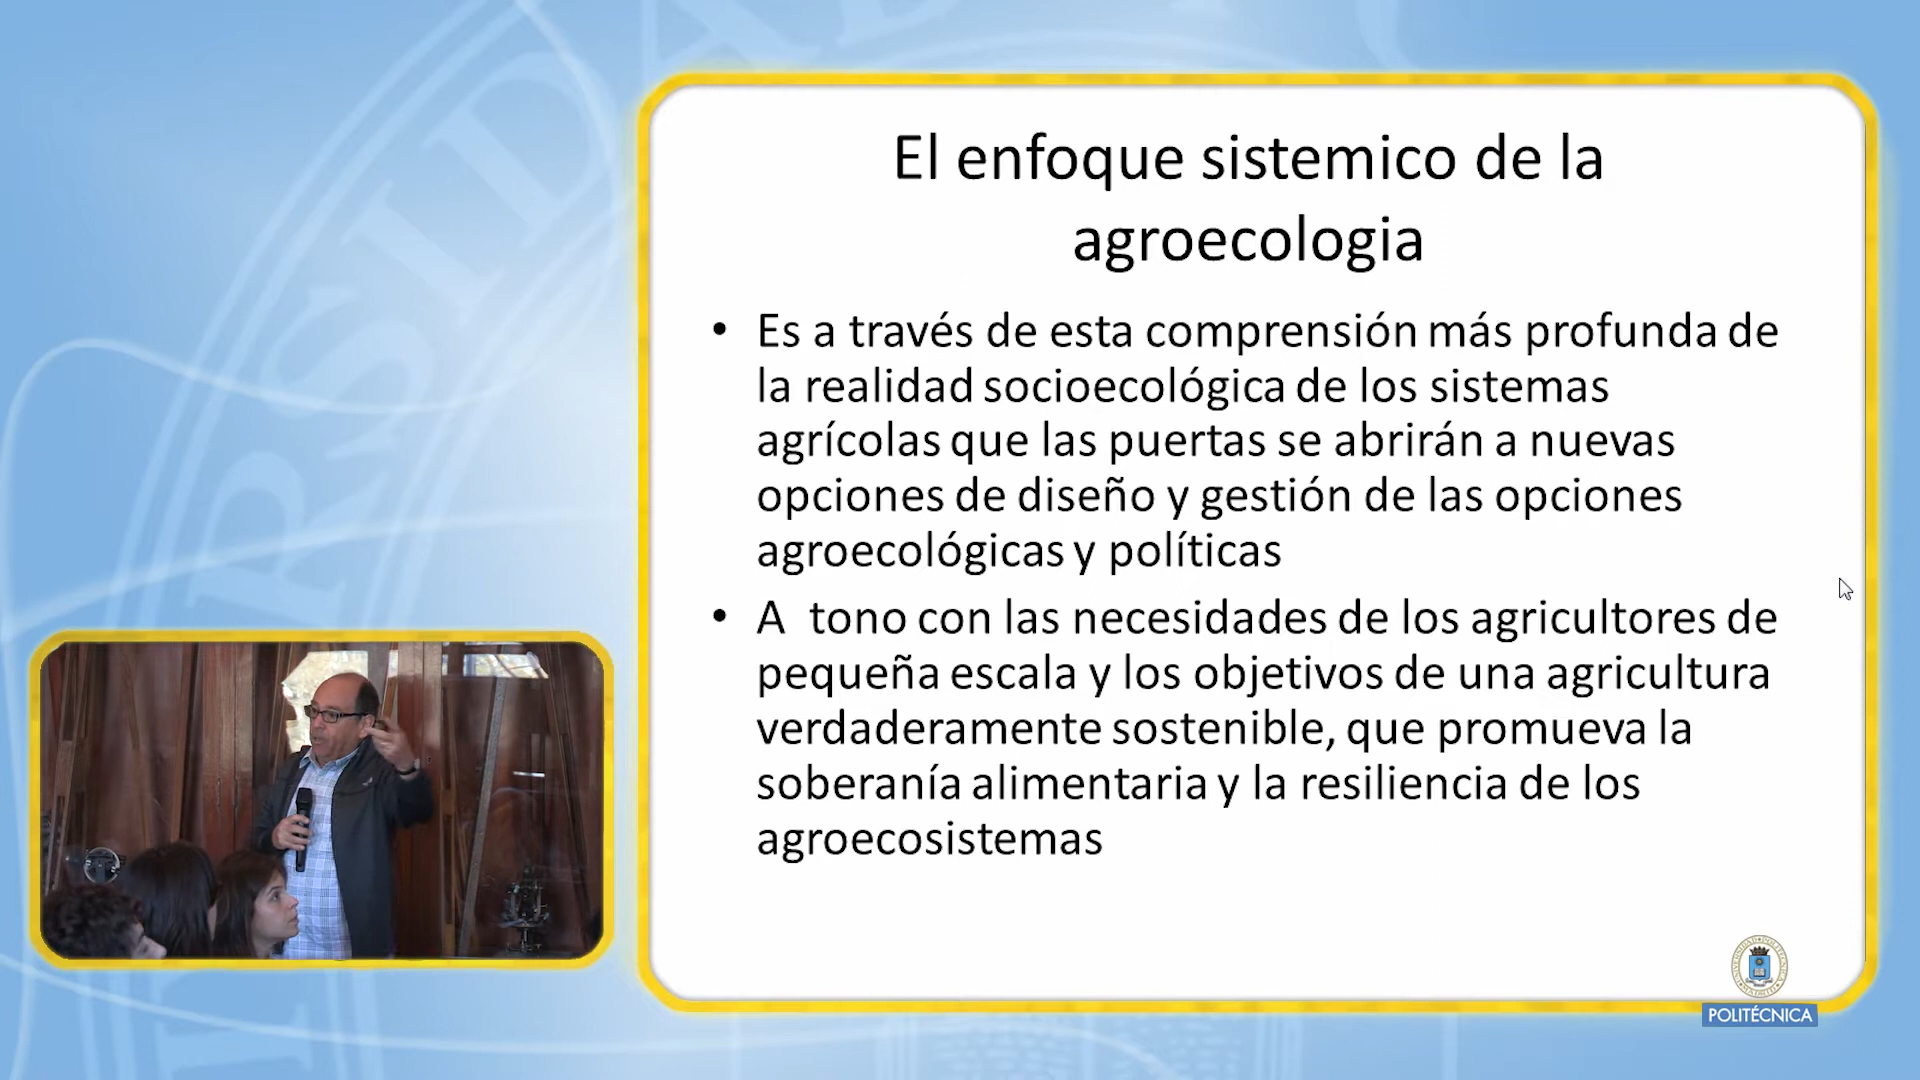 El enfoque sistemico de la
agroecologia
• Es a través de esta comprensión más profunda de
la realidad socioecológica de los sistemas
agrícolas que las puertas se abrirán a nuevas
opciones de diseño y gestión de las opciones
agroecológicas y políticas
• A  tono con las necesidades de los agricultores de
pequeña escala y los objetivos de una agricultura
verdaderamente sostenible, que promueva la
soberanía alimentaria y la resiliencia de los
agroecosistemas
POLITÉCNICA